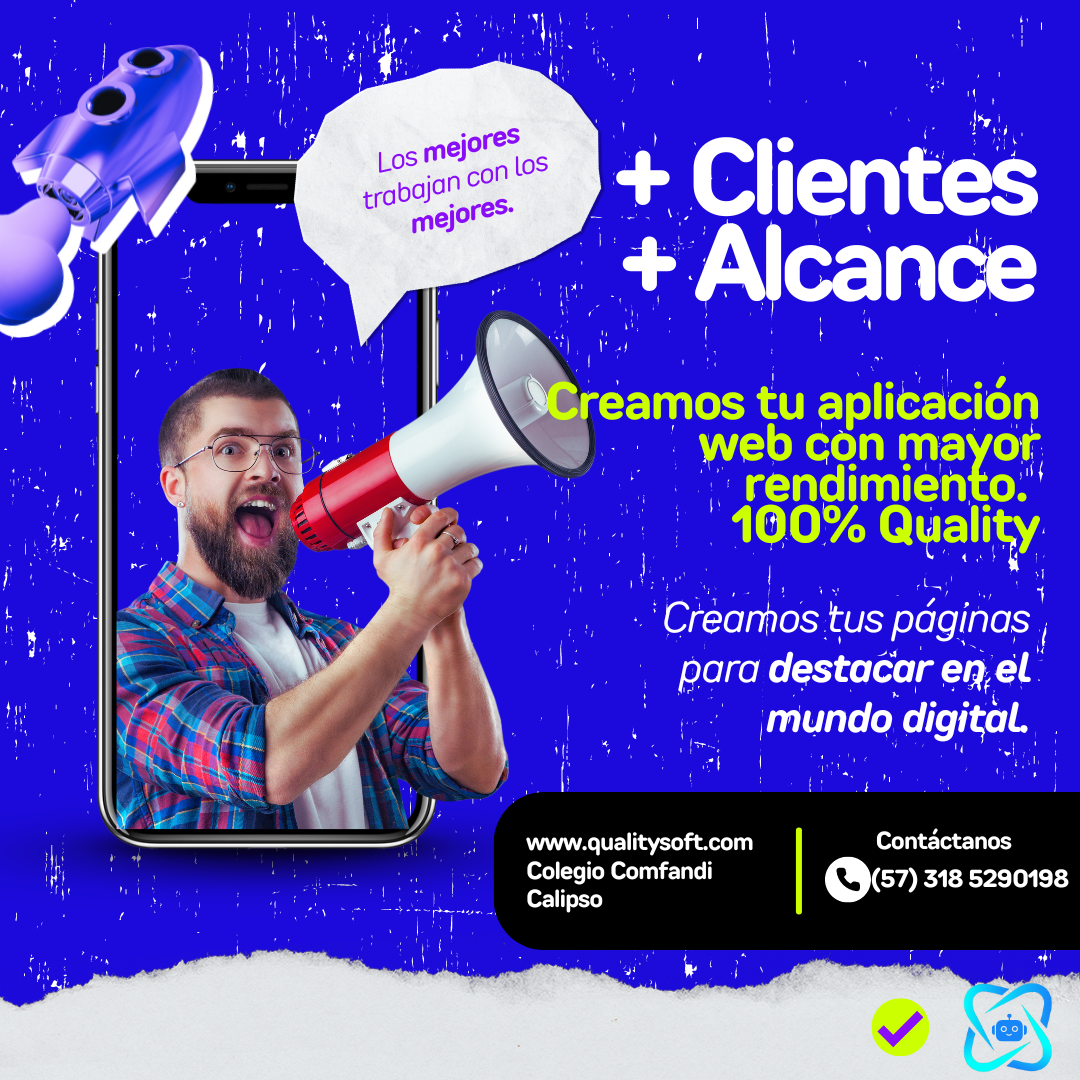 Los mejores
trabajan con los
mejores.
+ Clientes
+ Alcance
Creamos tu aplicación
web con mayor
rendimiento.
100% Quality
Creamos tus páginas
para destacar en el
mundo digital.
www.qualitysoft.com
Colegio Comfandi
Calipso
Contáctanos
(57) 318 5290198